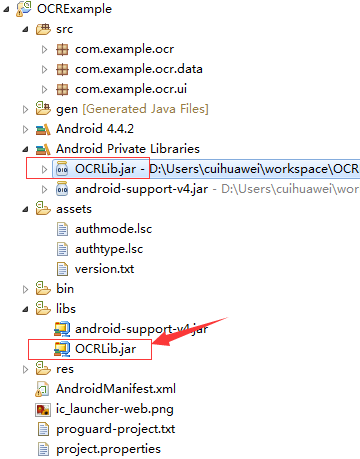 OCRExample
src
com.example.ocr
com.example.ocr.data
com.example.ocr.ui
gen [Generated Java Files]
Android 4.4.2
Android Private Libraries
OCRLib.jar - D:\Users\cuihuawei\workspace\OCR
android-support-v4.jar - D:\Users\cuihuawei
assets
authmode.lsc
authtype.lsc
version.txt
bin
libs
android-support-v4.jar
OCRLib.jar
res
AndroidManifest.xml
ic_launcher-web.png
proguard-project.txt
project.properties